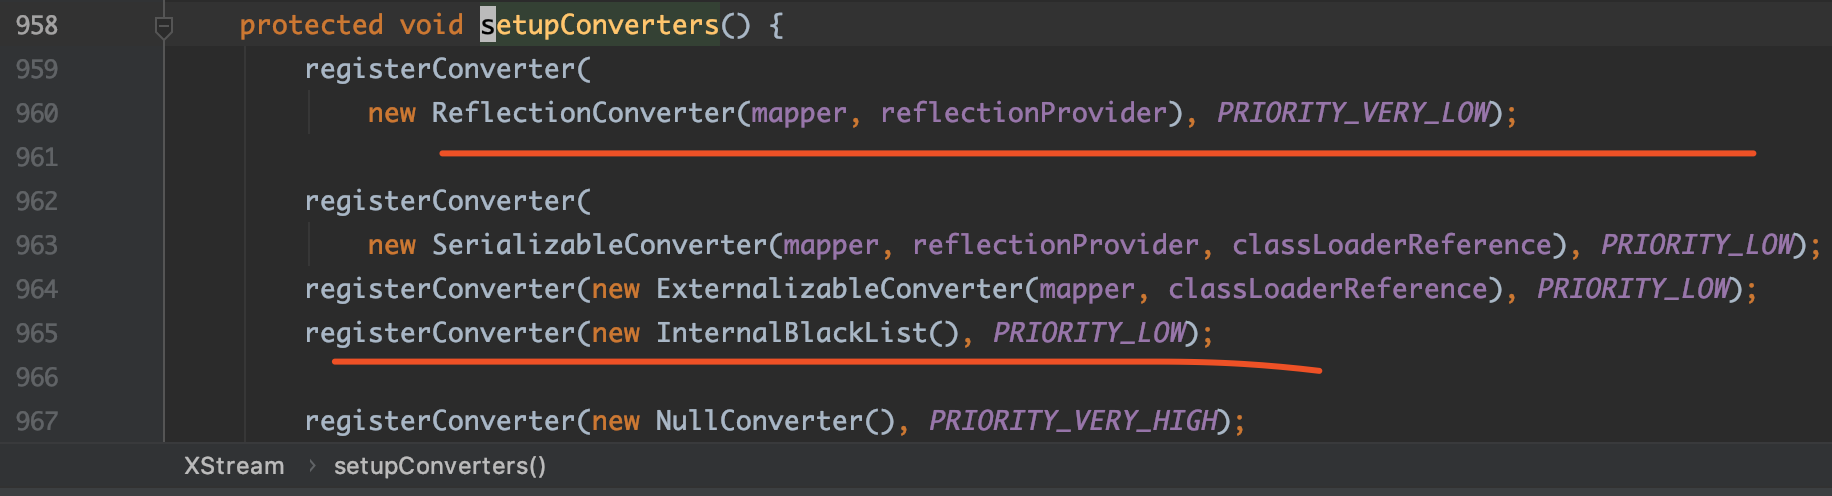 958 protected void setupConverters() {
959 registerConverter(
960 new ReflectionConverter(mapper, reflectionProvider), PRIORITY_VERY_LOW);
961
962 registerConverter(
963 new SerializableConverter(mapper, reflectionProvider, classLoaderReference), PRIORITY_LOW);
964 registerConverter(new ExternalizableConverter(mapper, classLoaderReference), PRIORITY_LOW);
965 registerConverter(new InternalBlackList(), PRIORITY_LOW);
966
967 registerConverter(new NullConverter(), PRIORITY_VERY_HIGH);
XStream › setupConverters()